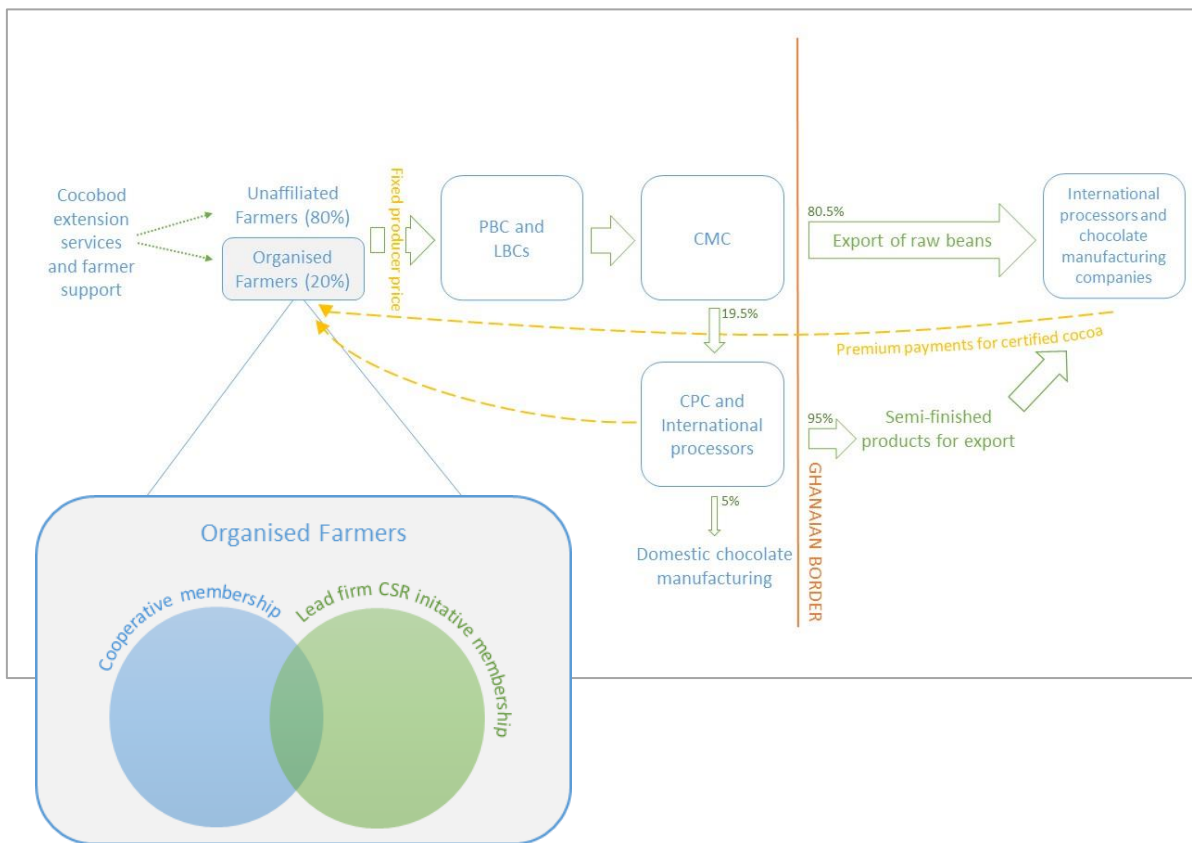 Cocobod
extension
services
and farmer
support
Unaffiliated
Farmers (80%)
Organised
Farmers (20%)
Fixed producer price
PBC and
LBCs
CMC
80.5%
Export of raw beans
International
processors and
chocolate
manufacturing
companies
19.5%
Premium payments for certified cocoa
CPC and
International
processors
95%
Semi-finished
products for export
5%
Domestic chocolate
manufacturing
GHANAIAN BORDER
Organised Farmers
Cooperative membership
Lead firm CSR initative membership